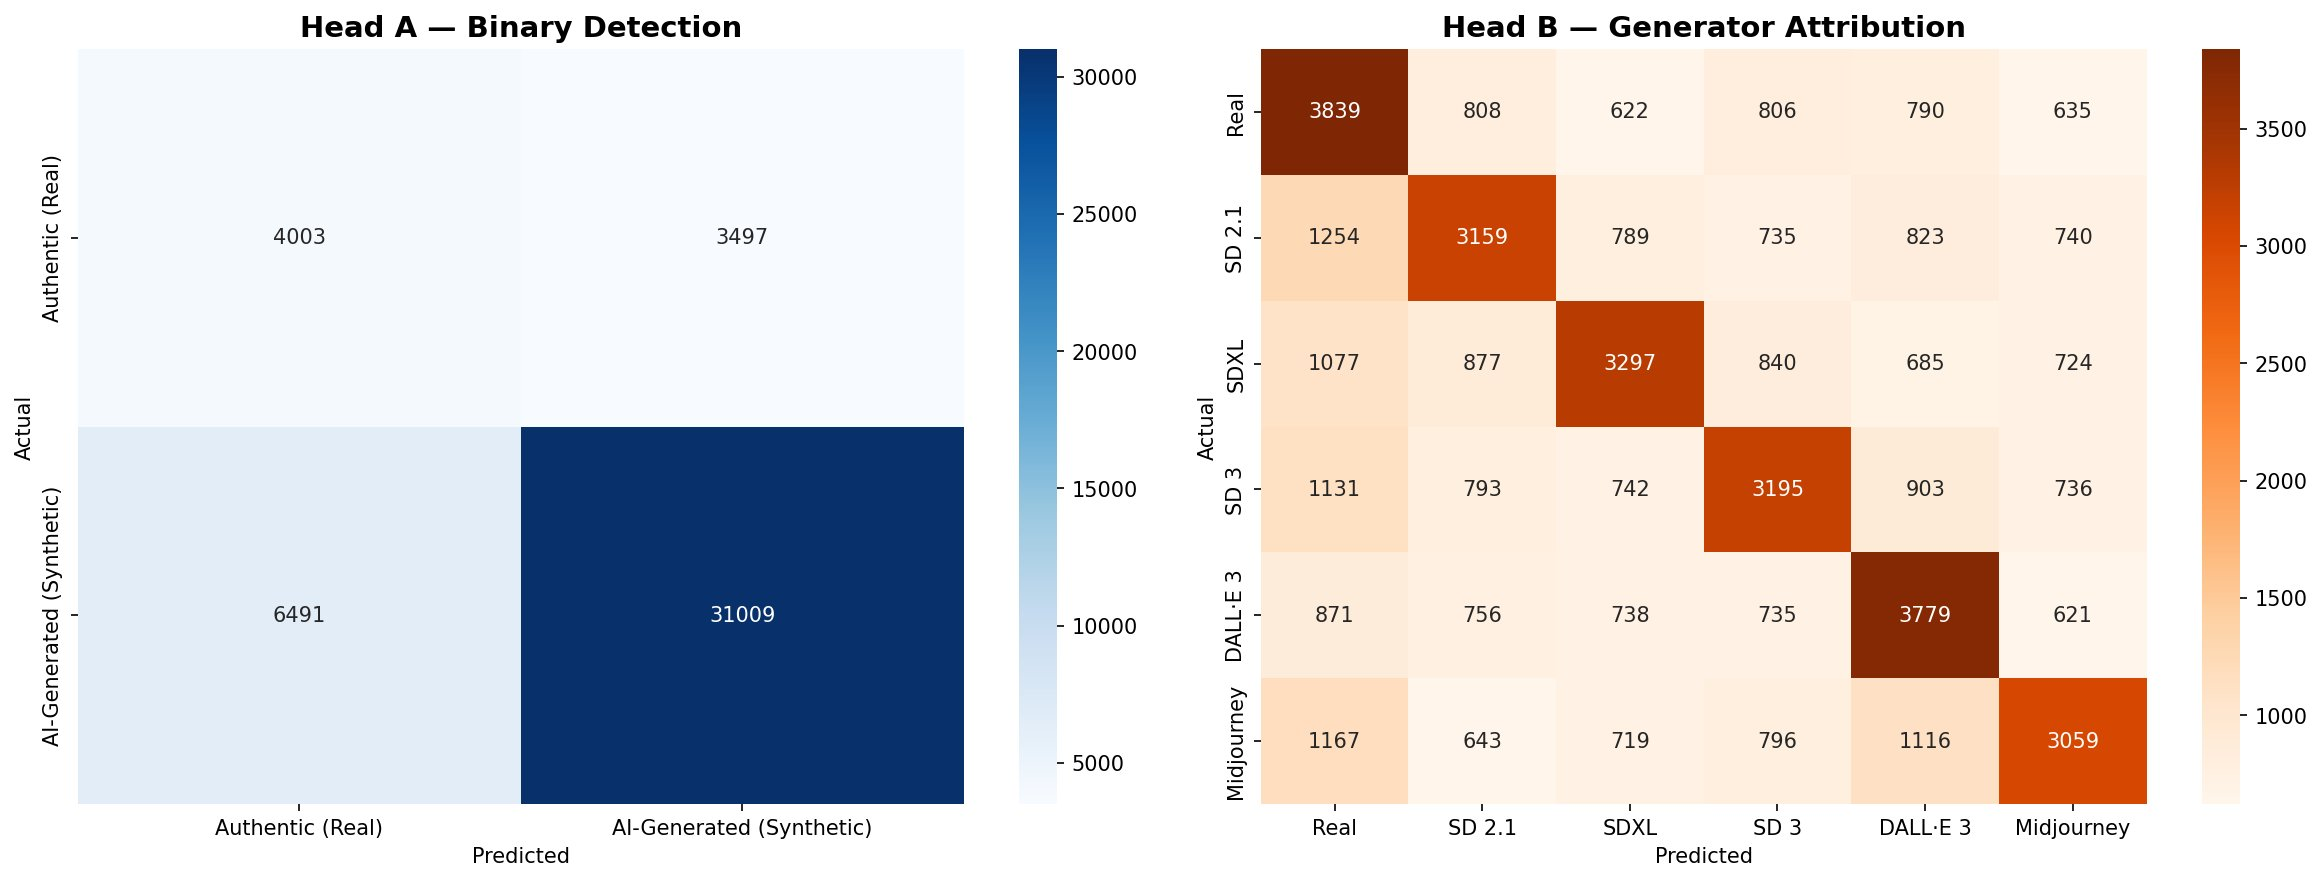 Head A — Binary Detection
Actual
Authentic (Real)
4003 3497
AI-Generated (Synthetic)
6491 31009
Authentic (Real) AI-Generated (Synthetic)
Predicted
30000
25000
20000
15000
10000
5000
Head B — Generator Attribution
Actual
Real 3839 808 622 806 790 635
SD 2.1 1254 3159 789 735 823 740
SDXL 1077 877 3297 840 685 724
SD 3 1131 793 742 3195 903 736
DALL·E 3 871 756 738 735 3779 621
Midjourney 1167 643 719 796 1116 3059
Real SD 2.1 SDXL SD 3 DALL·E 3 Midjourney
Predicted
3500
3000
2500
2000
1500
1000